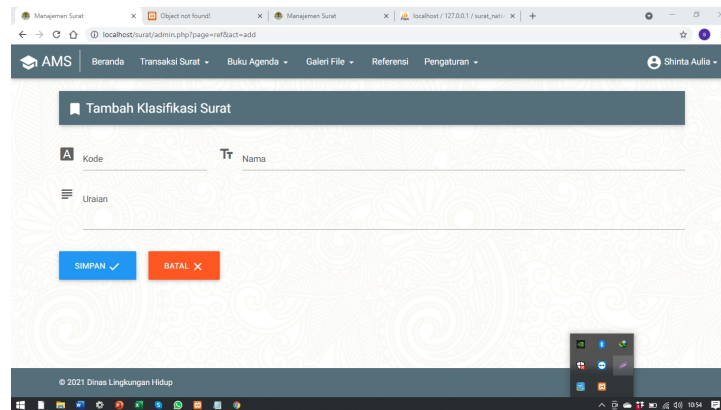 Manajemen Surat
Object not found!
Manajemen Surat
localhost / 127.0.0.1 / surat_nativ
localhost/surat/admin.php?page=ref&act=add
S
AMS
Beranda
Transaksi Surat
Buku Agenda
Galeri File
Referensi
Pengaturan
Shinta Aulia
Tambah Klasifikasi Surat
Kode
Nama
Uraian
SIMPAN
BATAL
© 2021 Dinas Lingkungan Hidup
10:54